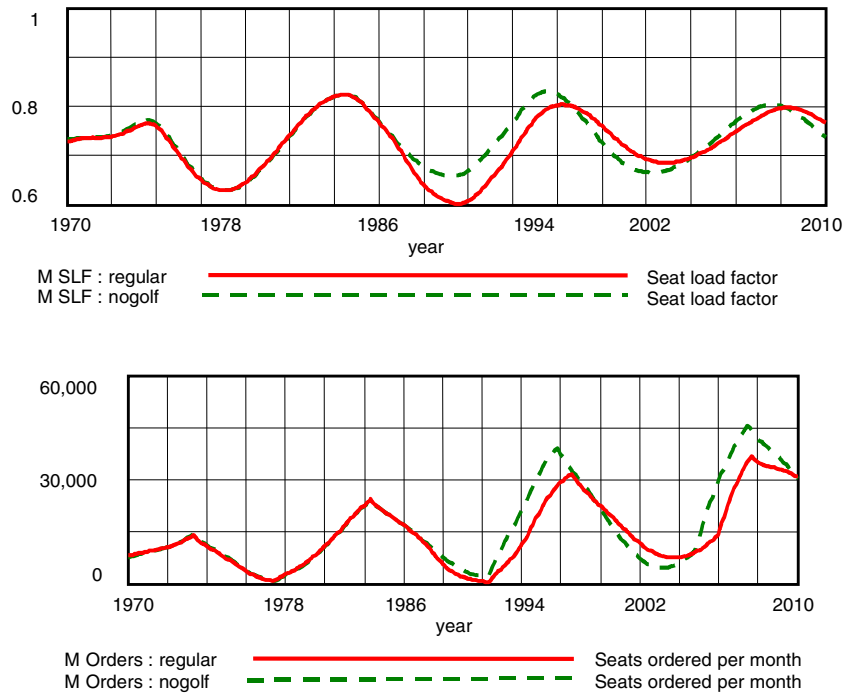 1
0.8
0.6
1970 1978 1986 1994 2002 2010
year
M SLF : regular Seat load factor
M SLF : nogolf Seat load factor
60,000
30,000
0
1970 1978 1986 1994 2002 2010
year
M Orders : regular Seats ordered per month
M Orders : nogolf Seats ordered per month